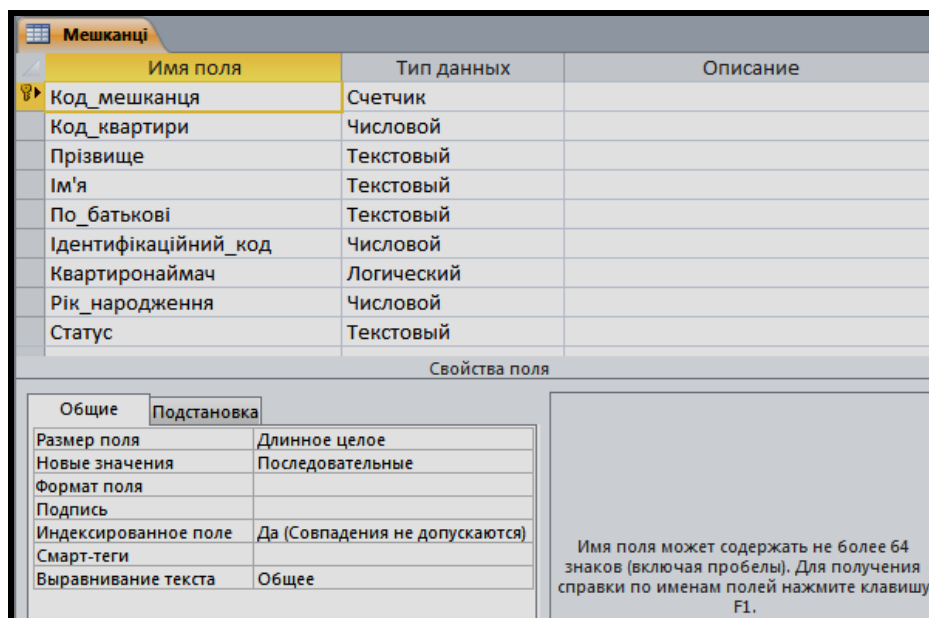 Мешканці
Имя поля Тип данных Описание
Код_мешканця Счетчик
Код_квартири Числовой
Прізвище Текстовый
Ім'я Текстовый
По_батькові Текстовый
Ідентифікаційний_код Числовой
Квартиронаймач Логический
Рік_народження Числовой
Статус Текстовый
Свойства поля
Общие Подстановка
Размер поля Длинное целое
Новые значения Последовательные
Формат поля
Подпись
Индексированное поле Да (Совпадения не допускаются)
Смарт-теги
Выравнивание текста Общее
Имя поля может содержать не более 64
знаков (включая пробелы). Для получения
справки по именам полей нажмите клавишу
F1.